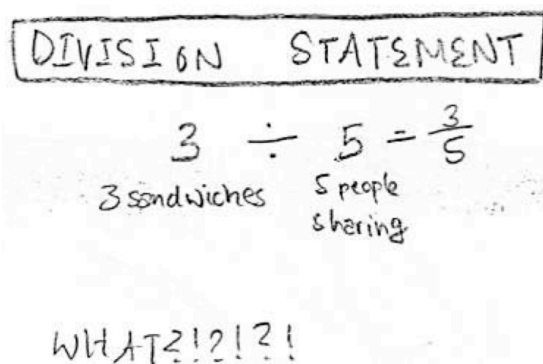 DIVISION STATEMENT
3 ÷ 5 = 3/5
3 sandwiches 5 people
sharing
WHAT?!?!?!